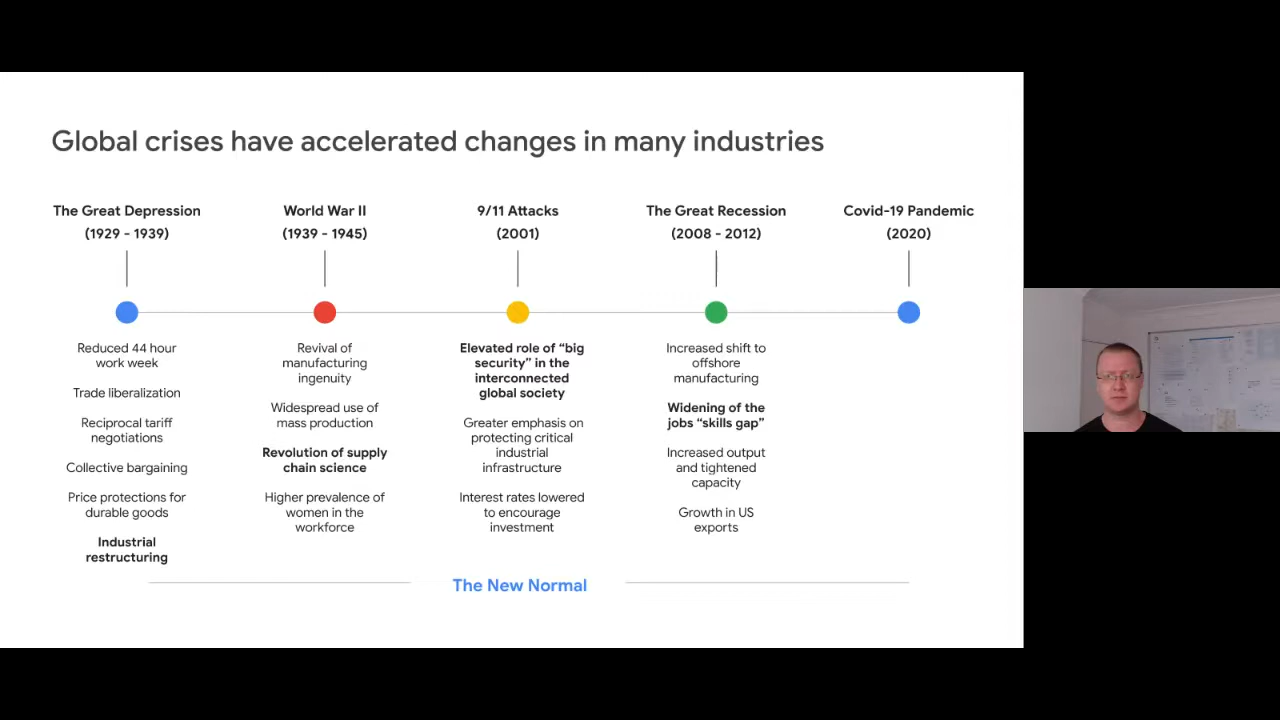 Global crises have accelerated changes in many industries
The Great Depression
(1929 - 1939)
Reduced 44 hour
work week
Trade liberalization
Reciprocal tariff
negotiations
Collective bargaining
Price protections for
durable goods
Industrial
restructuring
World War II
(1939 - 1945)
Revival of
manufacturing
ingenuity
Widespread use of
mass production
Revolution of supply
chain science
Higher prevalence of
women in the
workforce
9/11 Attacks
(2001)
Elevated role of “big
security” in the
interconnected
global society
Greater emphasis on
protecting critical
industrial
infrastructure
Interest rates lowered
to encourage
investment
The Great Recession
(2008 - 2012)
Increased shift to
offshore
manufacturing
Widening of the
jobs “skills gap”
Increased output
and tightened
capacity
Growth in US
exports
Covid-19 Pandemic
(2020)
The New Normal